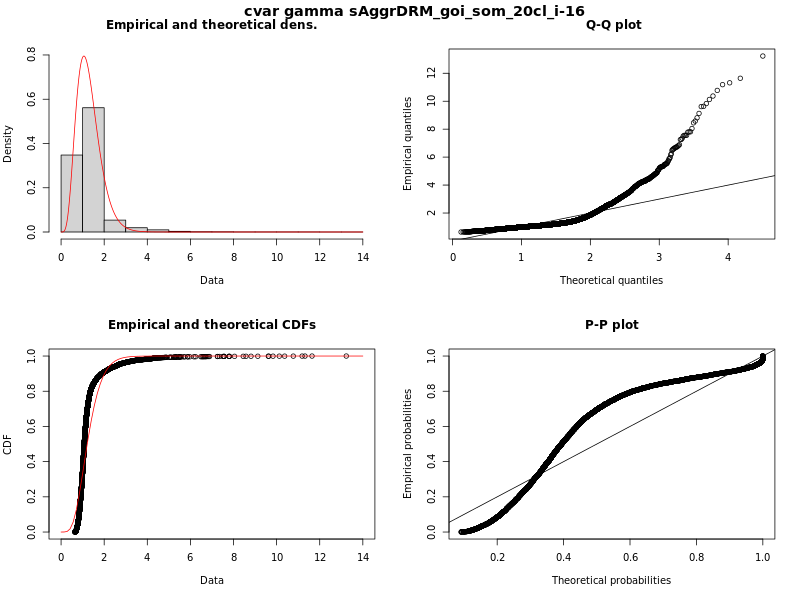 cvar gamma sAggrDRM_goi_som_20cl_i-16
Empirical and theoretical dens.
Density
0.0 0.2 0.4 0.6 0.8
0 2 4 6 8 10 12 14
Data
Q-Q plot
Empirical quantiles
2 4 6 8 10 12
0 1 2 3 4
Theoretical quantiles
Empirical and theoretical CDFs
CDF
0.0 0.2 0.4 0.6 0.8 1.0
0 2 4 6 8 10 12 14
Data
P-P plot
Empirical probabilities
0.0 0.2 0.4 0.6 0.8 1.0
0.2 0.4 0.6 0.8 1.0
Theoretical probabilities